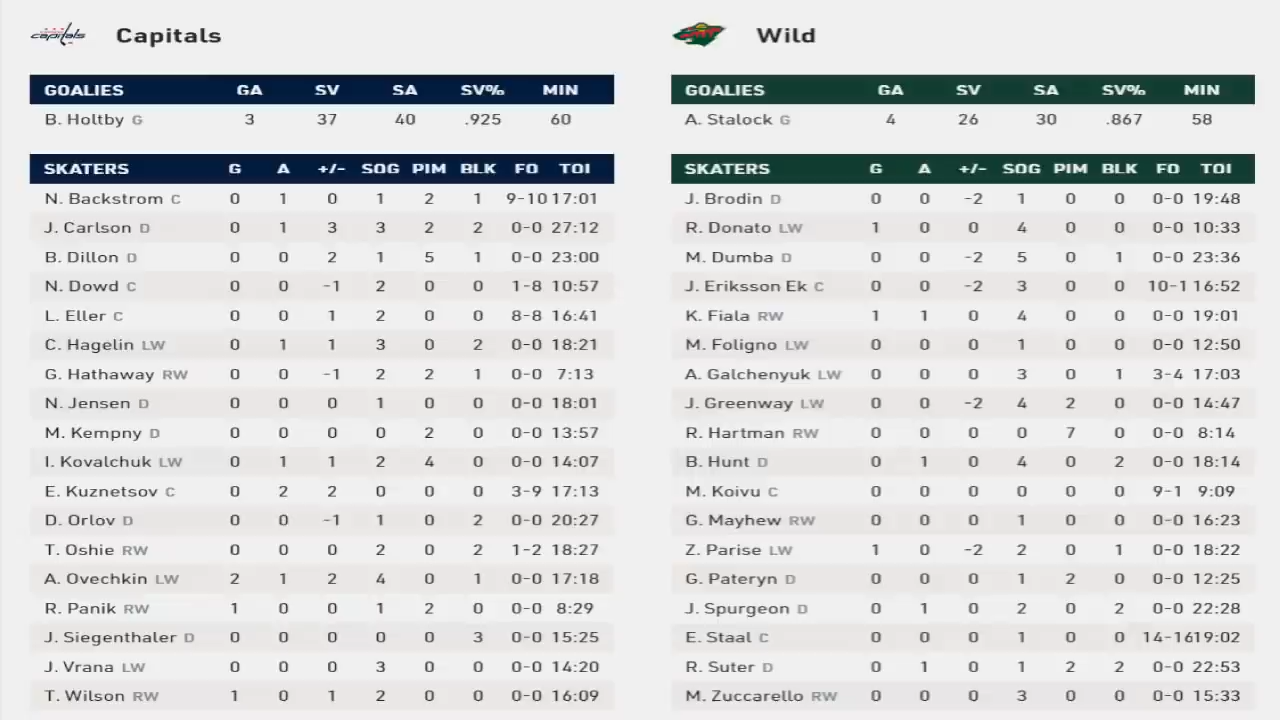 capitals
Capitals
GOALIES GA SV SA SV% MIN
B. Holtby G 3 37 40 .925 60
SKATERS G A +/- SOG PIM BLK FO TOI
N. Backstrom C 0 1 0 1 2 1 9-10 17:01
J. Carlson D 0 1 3 3 2 2 0-0 27:12
B. Dillon D 0 0 2 1 5 1 0-0 23:00
N. Dowd C 0 0 -1 2 0 0 1-8 10:57
L. Eller C 0 0 1 2 0 0 8-8 16:41
C. Hagelin LW 0 1 1 3 0 2 0-0 18:21
G. Hathaway RW 0 0 -1 2 2 1 0-0 7:13
N. Jensen D 0 0 0 1 0 0 0-0 18:01
M. Kempny D 0 0 0 0 2 0 0-0 13:57
I. Kovalchuk LW 0 1 1 2 4 0 0-0 14:07
E. Kuznetsov C 0 2 2 0 0 0 3-9 17:13
D. Orlov D 0 0 -1 1 0 2 0-0 20:27
T. Oshie RW 0 0 0 2 0 2 1-2 18:27
A. Ovechkin LW 2 1 2 4 0 1 0-0 17:18
R. Panik RW 1 0 0 1 2 0 0-0 8:29
J. Siegenthaler D 0 0 0 0 0 3 0-0 15:25
J. Vrana LW 0 0 0 3 0 0 0-0 14:20
T. Wilson RW 1 0 1 2 0 0 0-0 16:09
Wild
GOALIES GA SV SA SV% MIN
A. Stalock G 4 26 30 .867 58
SKATERS G A +/- SOG PIM BLK FO TOI
J. Brodin D 0 0 -2 1 0 0 0-0 19:48
R. Donato LW 1 0 0 4 0 0 0-0 10:33
M. Dumba D 0 0 -2 5 0 1 0-0 23:36
J. Eriksson Ek C 0 0 -2 3 0 0 10-1 16:52
K. Fiala RW 1 1 0 4 0 0 0-0 19:01
M. Foligno LW 0 0 0 1 0 0 0-0 12:50
A. Galchenyuk LW 0 0 0 3 0 1 3-4 17:03
J. Greenway LW 0 0 -2 4 2 0 0-0 14:47
R. Hartman RW 0 0 0 0 7 0 0-0 8:14
B. Hunt D 0 1 0 4 0 2 0-0 18:14
M. Koivu C 0 0 0 0 0 0 9-1 9:09
G. Mayhew RW 0 0 0 1 0 0 0-0 16:23
Z. Parise LW 1 0 -2 2 0 1 0-0 18:22
G. Pateryn D 0 0 0 1 2 0 0-0 12:25
J. Spurgeon D 0 1 0 2 0 2 0-0 22:28
E. Staal C 0 0 0 1 0 0 14-16 19:02
R. Suter D 0 1 0 1 2 2 0-0 22:53
M. Zuccarello RW 0 0 0 3 0 0 0-0 15:33